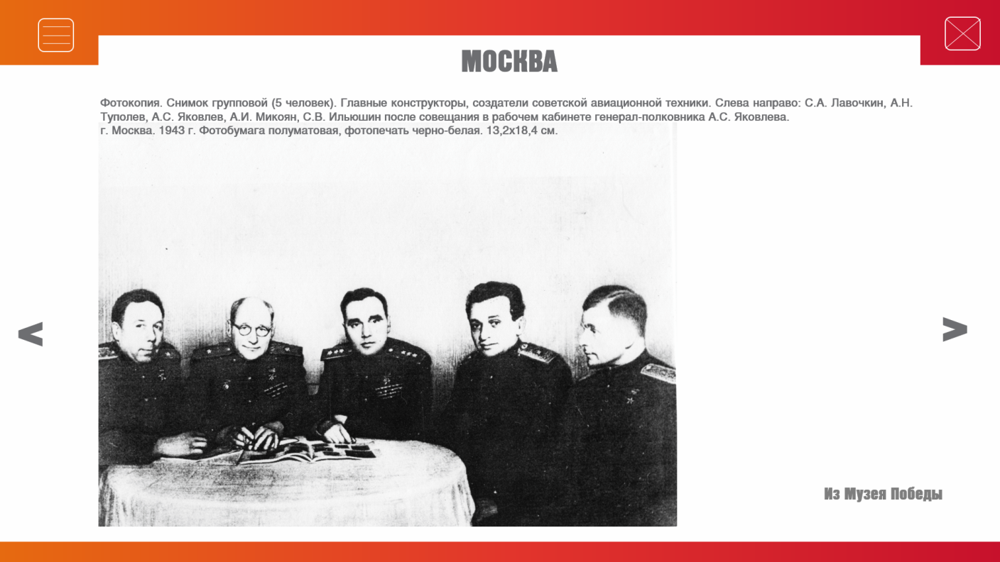 МОСКВА
Фотокопия. Снимок групповой (5 человек). Главные конструкторы, создатели советской авиационной техники. Слева направо: С.А. Лавочкин, А.Н.
Туполев, А.С. Яковлев, А.И. Микоян, С.В. Ильюшин после совещания в рабочем кабинете генерал-полковника А.С. Яковлева.
г. Москва. 1943 г. Фотобумага полуматовая, фотопечать черно-белая. 13,2х18,4 см.
< >
Из Музея Победы